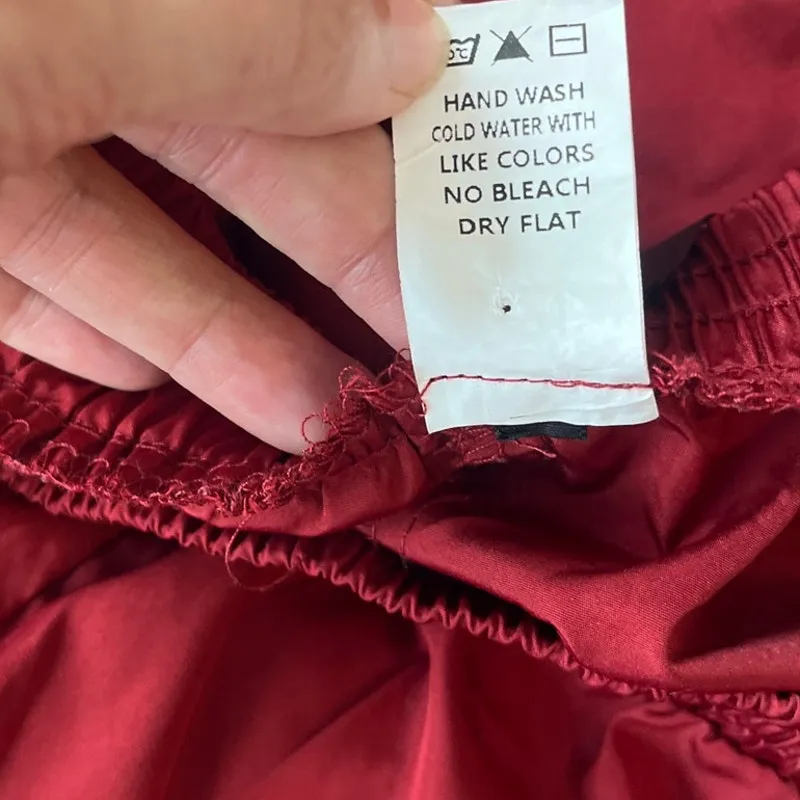 HAND WASH
COLD WATER WITH
LIKE COLORS
NO BLEACH
DRY FLAT